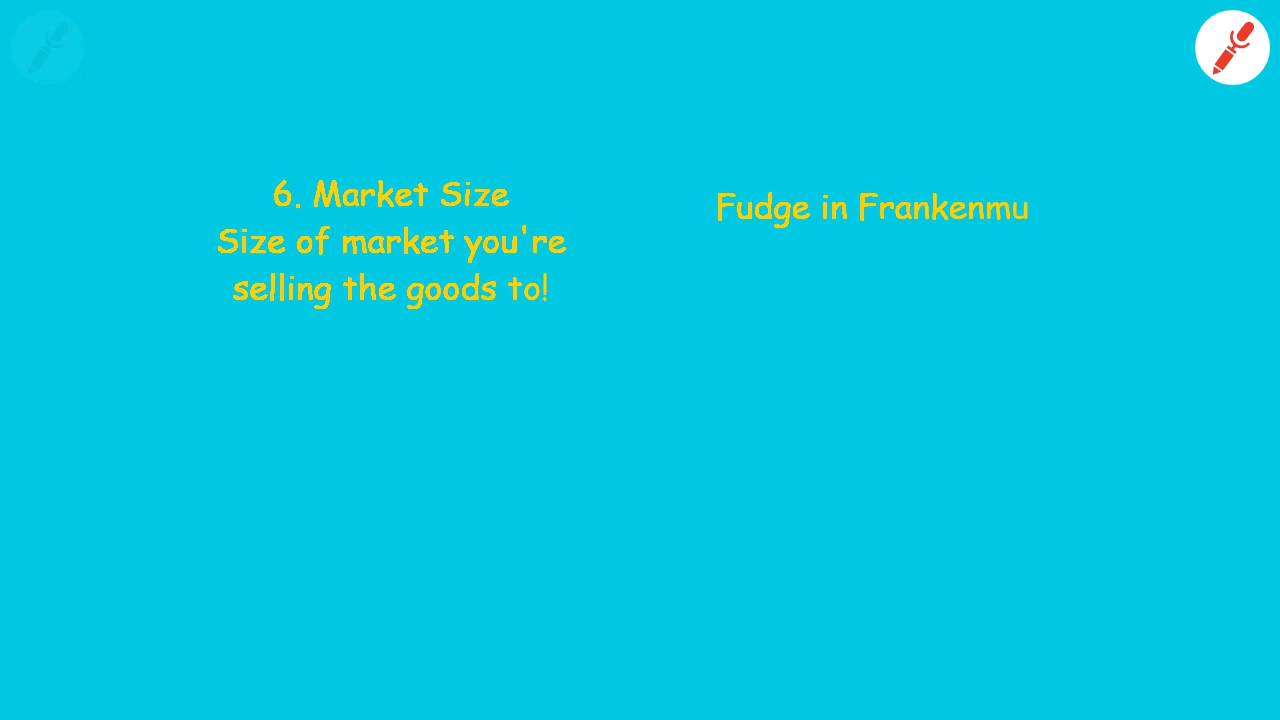 6. Market Size
Size of market you're
selling the goods to!
Fudge in Frankenmu